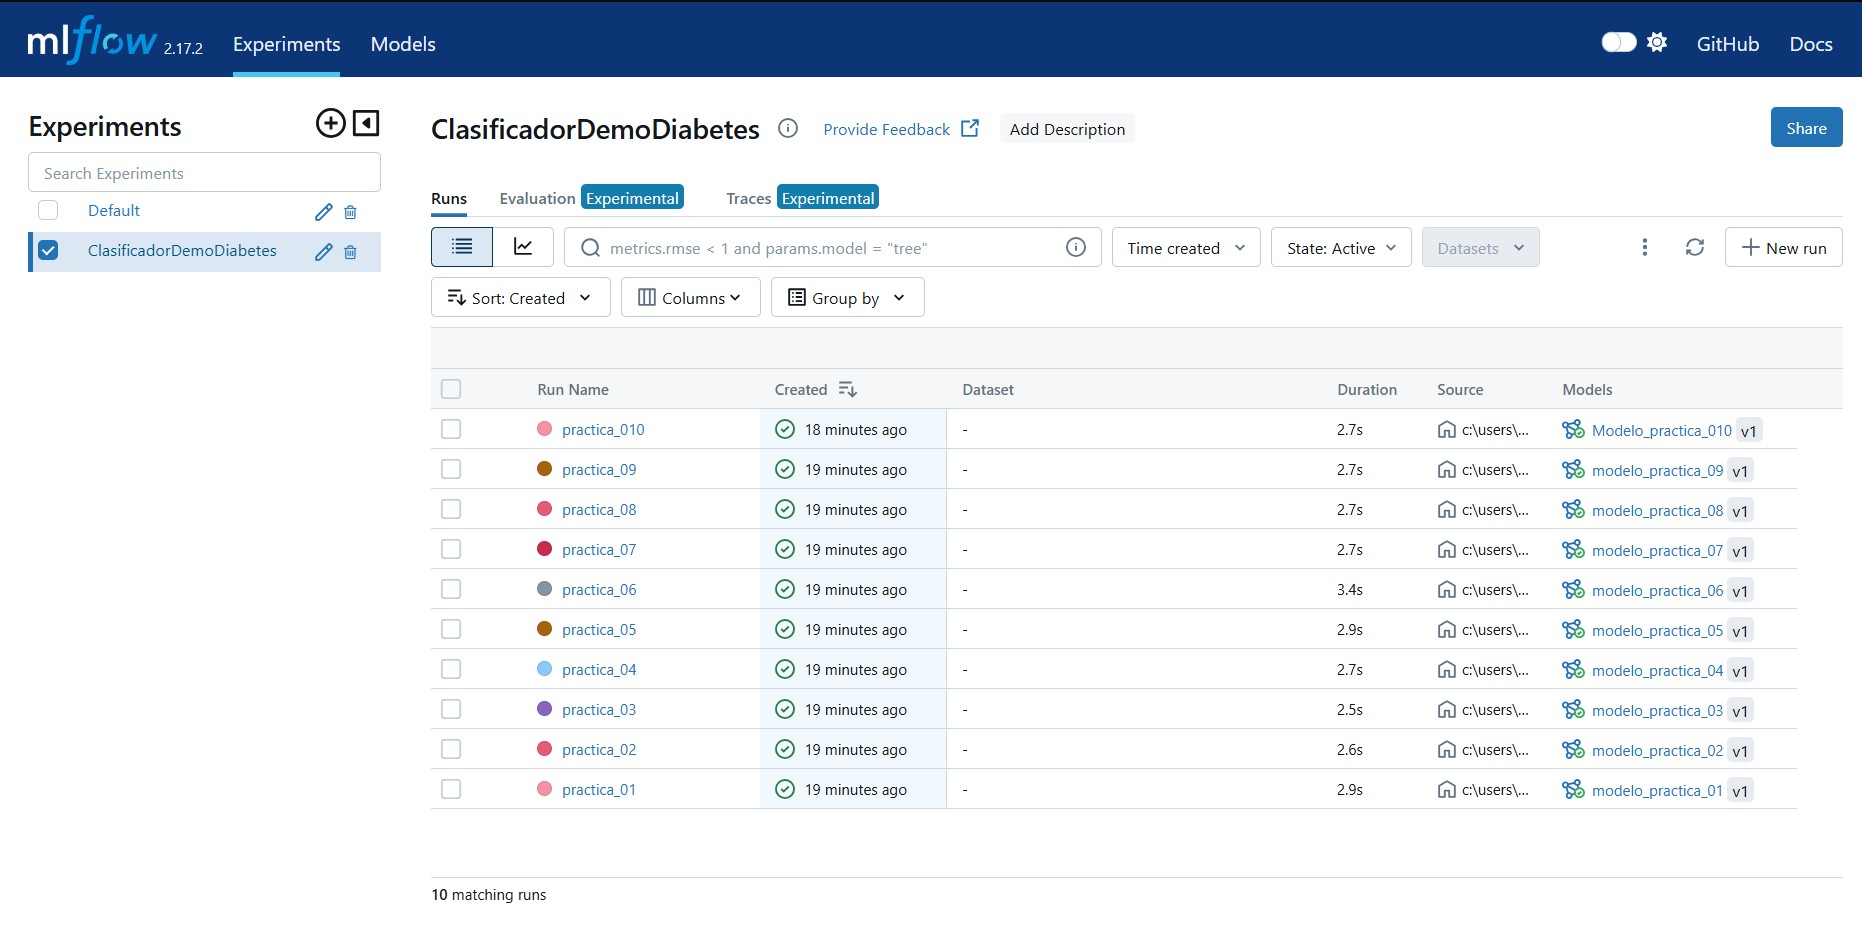 mlflow 2.17.2 Experiments Models GitHub Docs
Experiments
Search Experiments
Default
ClasificadorDemoDiabetes
ClasificadorDemoDiabetes Provide Feedback Add Description Share
Runs Evaluation Experimental Traces Experimental
metrics.rmse < 1 and params.model = "tree" Time created State: Active Datasets New run
Sort: Created Columns Group by
Run Name Created Dataset Duration Source Models
practica_010 18 minutes ago - 2.7s c:\users\... Modelo_practica_010 v1
practica_09 19 minutes ago - 2.7s c:\users\... modelo_practica_09 v1
practica_08 19 minutes ago - 2.7s c:\users\... modelo_practica_08 v1
practica_07 19 minutes ago - 2.7s c:\users\... modelo_practica_07 v1
practica_06 19 minutes ago - 3.4s c:\users\... modelo_practica_06 v1
practica_05 19 minutes ago - 2.9s c:\users\... modelo_practica_05 v1
practica_04 19 minutes ago - 2.7s c:\users\... modelo_practica_04 v1
practica_03 19 minutes ago - 2.5s c:\users\... modelo_practica_03 v1
practica_02 19 minutes ago - 2.6s c:\users\... modelo_practica_02 v1
practica_01 19 minutes ago - 2.9s c:\users\... modelo_practica_01 v1
10 matching runs